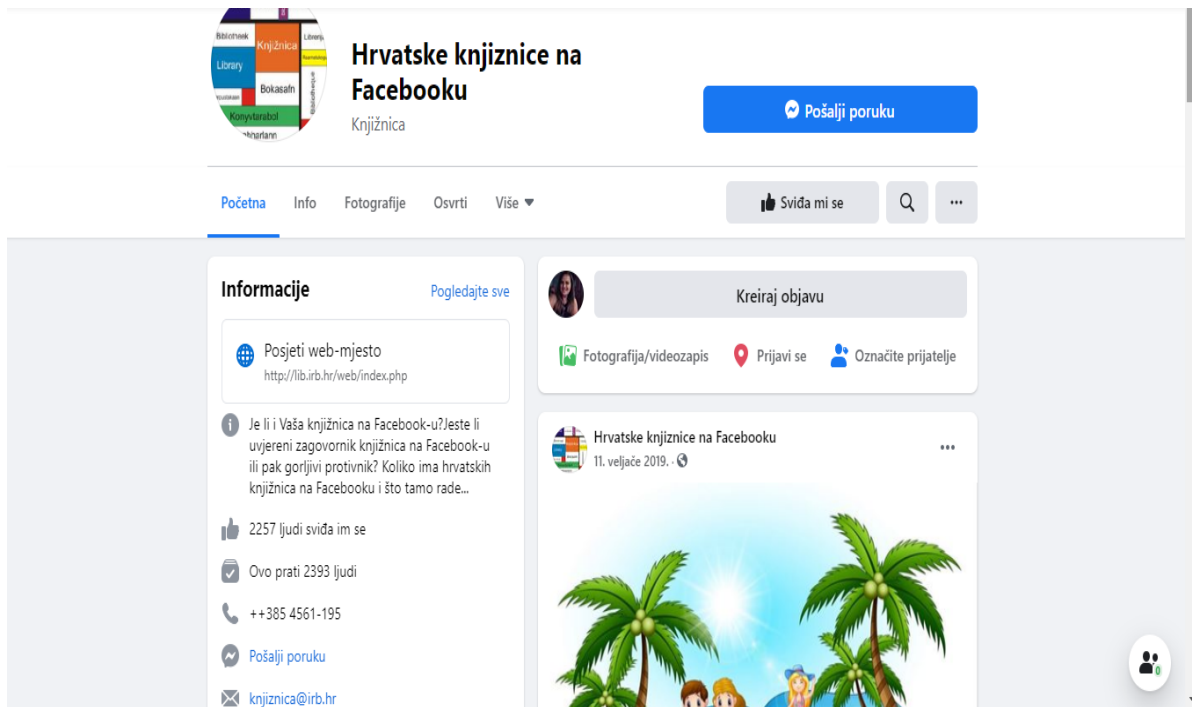 Bibliotheek
Knjižnica
Library
Bokasafn
Konyvtarabol
Hrvatske knjiznice na
Facebooku
Knjižnica
Pošalji poruku
Početna Info Fotografije Osvrti Više
Sviđa mi se
Informacije
Pogledajte sve
Posjeti web-mjesto
http://lib.irb.hr/web/index.php
Je li i Vaša knjižnica na Facebook-u?Jeste li
uvjereni zagovornik knjižnica na Facebook-u
ili pak gorljivi protivnik? Koliko ima hrvatskih
knjižnica na Facebooku i što tamo rade...
2257 ljudi sviđa im se
Ovo prati 2393 ljudi
++385 4561-195
Pošalji poruku
knjiznica@irb.hr
Kreiraj objavu
Fotografija/videozapis Prijavi se Označite prijatelje
Hrvatske knjiznice na Facebooku
11. veljače 2019. ·
0